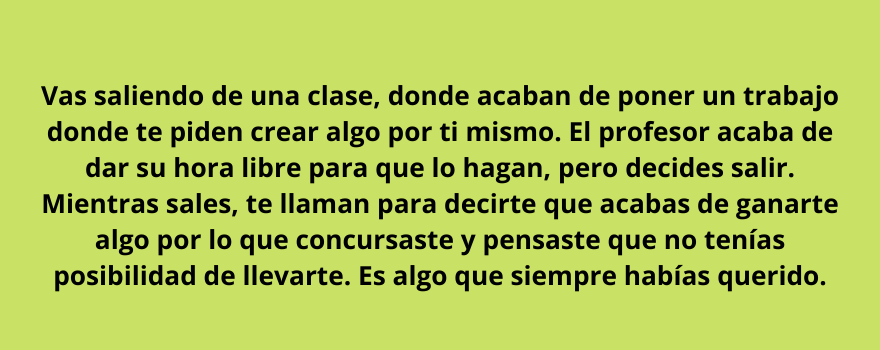 Vas saliendo de una clase, donde acaban de poner un trabajo
donde te piden crear algo por ti mismo. El profesor acaba de
dar su hora libre para que lo hagan, pero decides salir.
Mientras sales, te llaman para decirte que acabas de ganarte
algo por lo que concursaste y pensaste que no tenías
posibilidad de llevarte. Es algo que siempre habías querido.